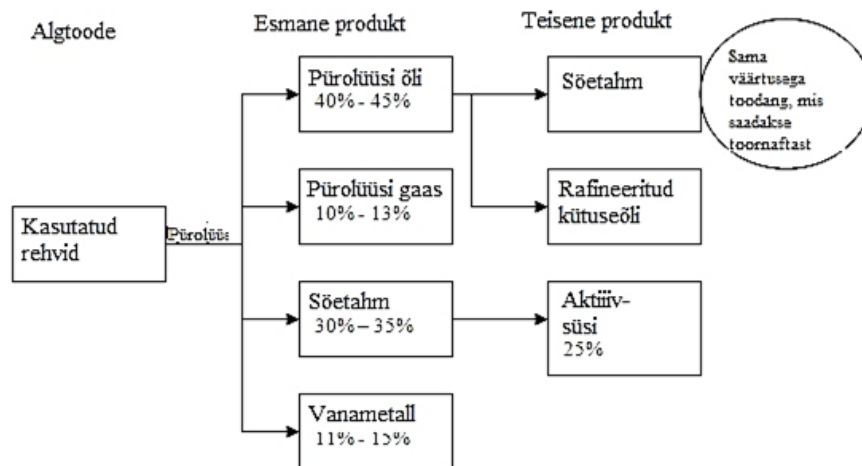 Algtoode
Esmane produkt
Teisene produkt
Kasutatud
rehvid
Pürolüüs
Pürolüüsi õli
40% - 45%
Pürolüüsi gaas
10% - 13%
Söetahm
30% – 35%
Vanametall
11% - 15%
Söetahm
Rafineeritud
kütuseõli
Aktiiiv-
süsi
25%
Sama
väärtusega
toodang, mis
saadakse
toornaftast